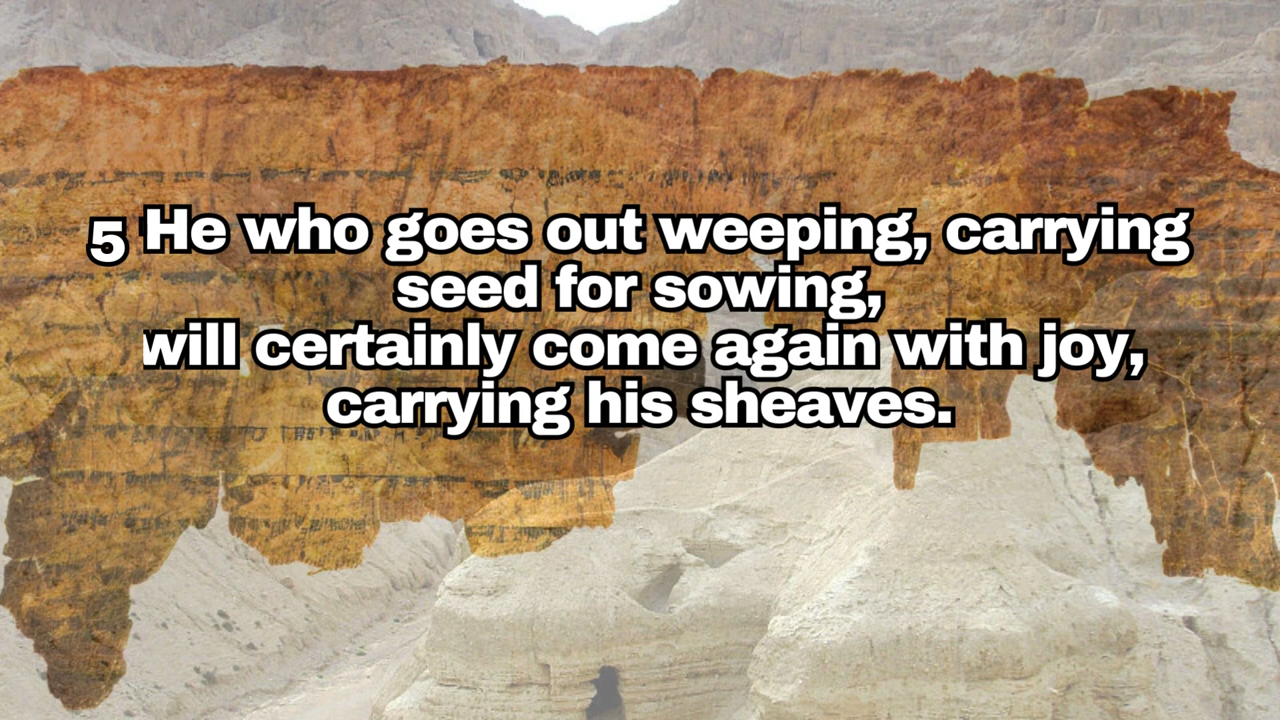 5 He who goes out weeping, carrying
seed for sowing,
will certainly come again with joy,
carrying his sheaves.